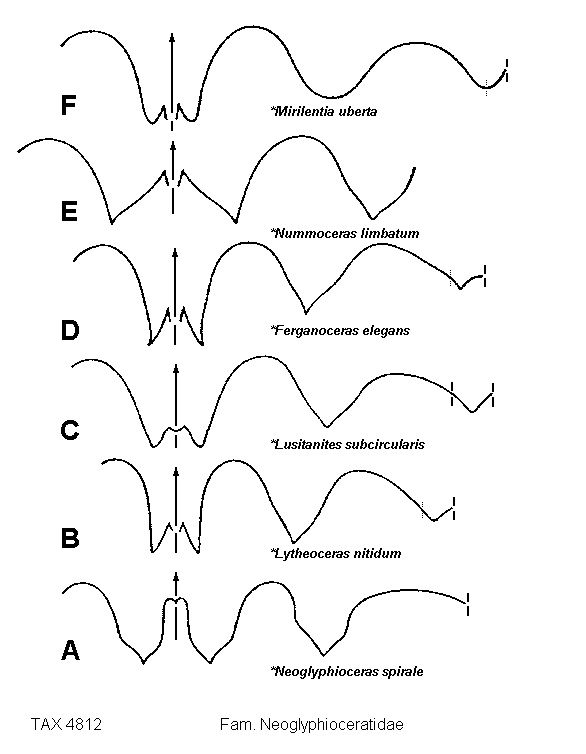 F
*Mirilentia uberta
E
*Nummoceras limbatum
D
*Ferganoceras elegans
C
*Lusitanites subcircularis
B
*Lytheoceras nitidum
A
*Neoglyphioceras spirale
TAX 4812 Fam. Neoglyphioceratidae